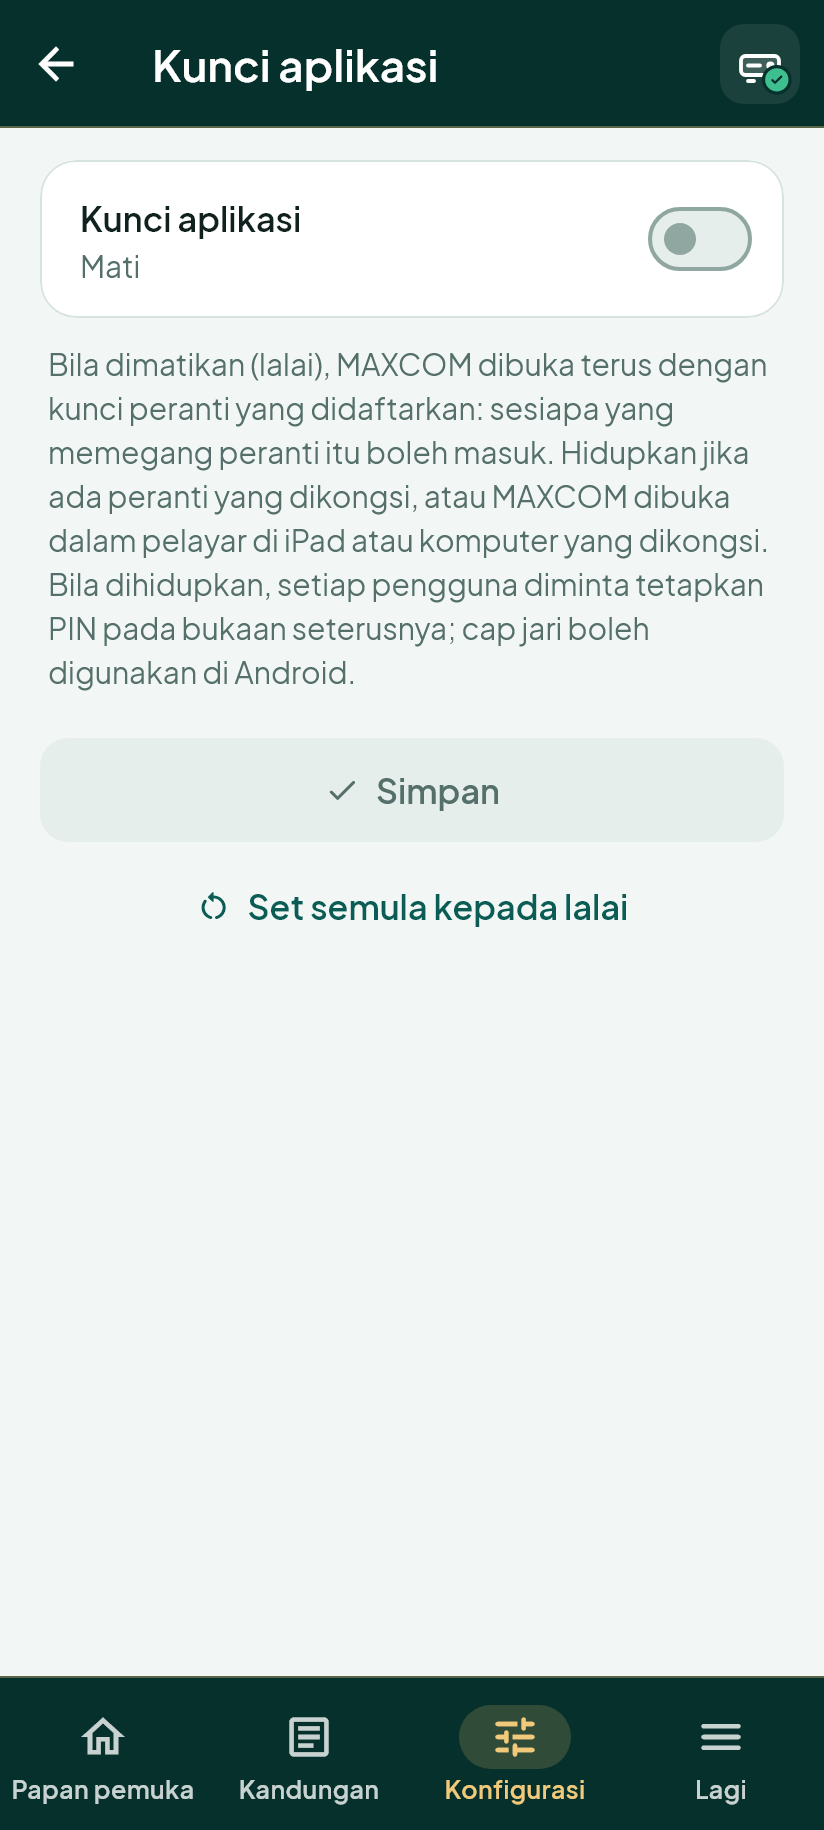 Kunci aplikasi
Kunci aplikasi
Mati
Bila dimatikan (lalai), MAXCOM dibuka terus dengan
kunci peranti yang didaftarkan: sesiapa yang
memegang peranti itu boleh masuk. Hidupkan jika
ada peranti yang dikongsi, atau MAXCOM dibuka
dalam pelayar di iPad atau komputer yang dikongsi.
Bila dihidupkan, setiap pengguna diminta tetapkan
PIN pada bukaan seterusnya; cap jari boleh
digunakan di Android.
Simpan
Set semula kepada lalai
Papan pemuka
Kandungan
Konfigurasi
Lagi